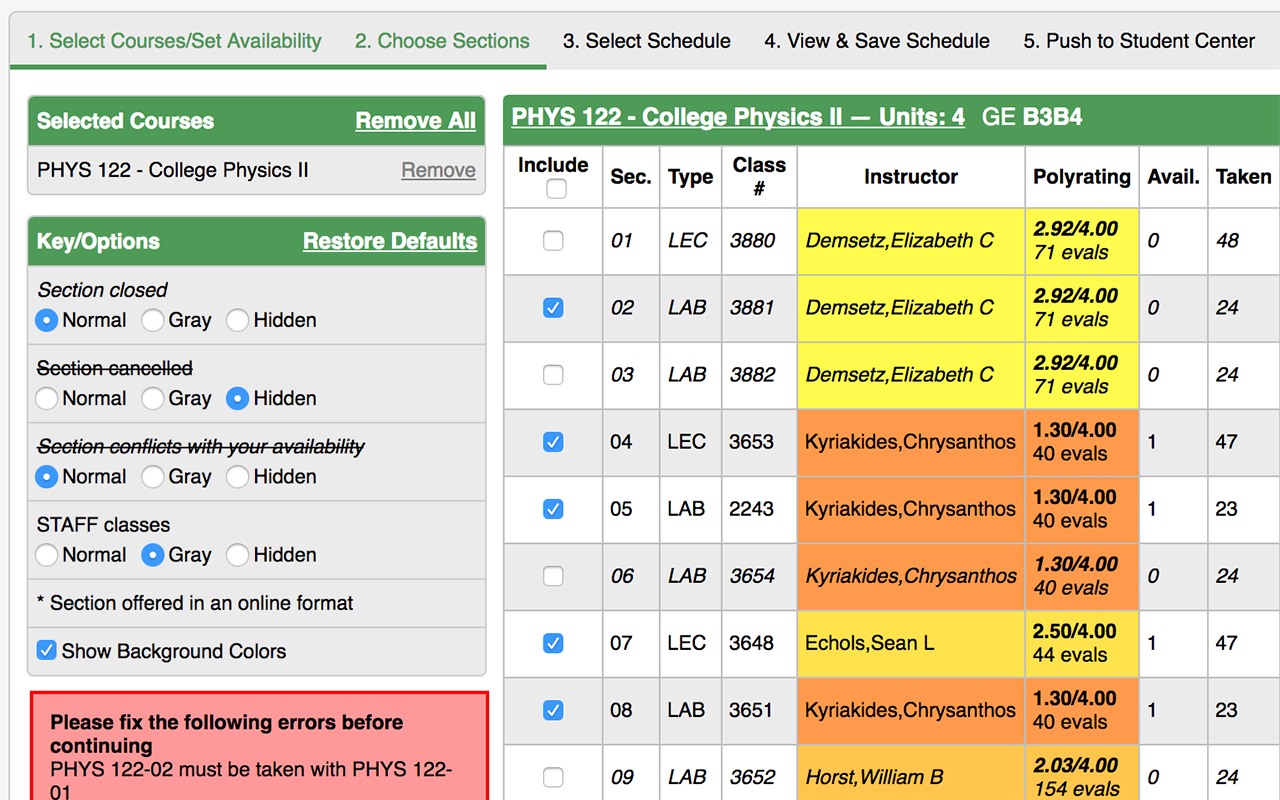 1. Select Courses/Set Availability 2. Choose Sections 3. Select Schedule 4. View & Save Schedule 5. Push to Student Center
Selected Courses Remove All
PHYS 122 - College Physics II Remove
Key/Options Restore Defaults
Section closed
Normal Gray Hidden
Section cancelled
Normal Gray Hidden
Section conflicts with your availability
Normal Gray Hidden
STAFF classes
Normal Gray Hidden
* Section offered in an online format
Show Background Colors
Please fix the following errors before
continuing
PHYS 122-02 must be taken with PHYS 122-
01
PHYS 122 - College Physics II — Units: 4 GE B3B4
Include Sec. Type Class # Instructor Polyrating Avail. Taken
01 LEC 3880 Demsetz,Elizabeth C 2.92/4.00 0 48
71 evals
02 LAB 3881 Demsetz,Elizabeth C 2.92/4.00 0 24
71 evals
03 LAB 3882 Demsetz,Elizabeth C 2.92/4.00 0 24
71 evals
04 LEC 3653 Kyriakides,Chrysanthos 1.30/4.00 1 47
40 evals
05 LAB 2243 Kyriakides,Chrysanthos 1.30/4.00 1 23
40 evals
06 LAB 3654 Kyriakides,Chrysanthos 1.30/4.00 0 24
40 evals
07 LEC 3648 Echols,Sean L 2.50/4.00 1 47
44 evals
08 LAB 3651 Kyriakides,Chrysanthos 1.30/4.00 1 23
40 evals
09 LAB 3652 Horst,William B 2.03/4.00 0 24
154 evals